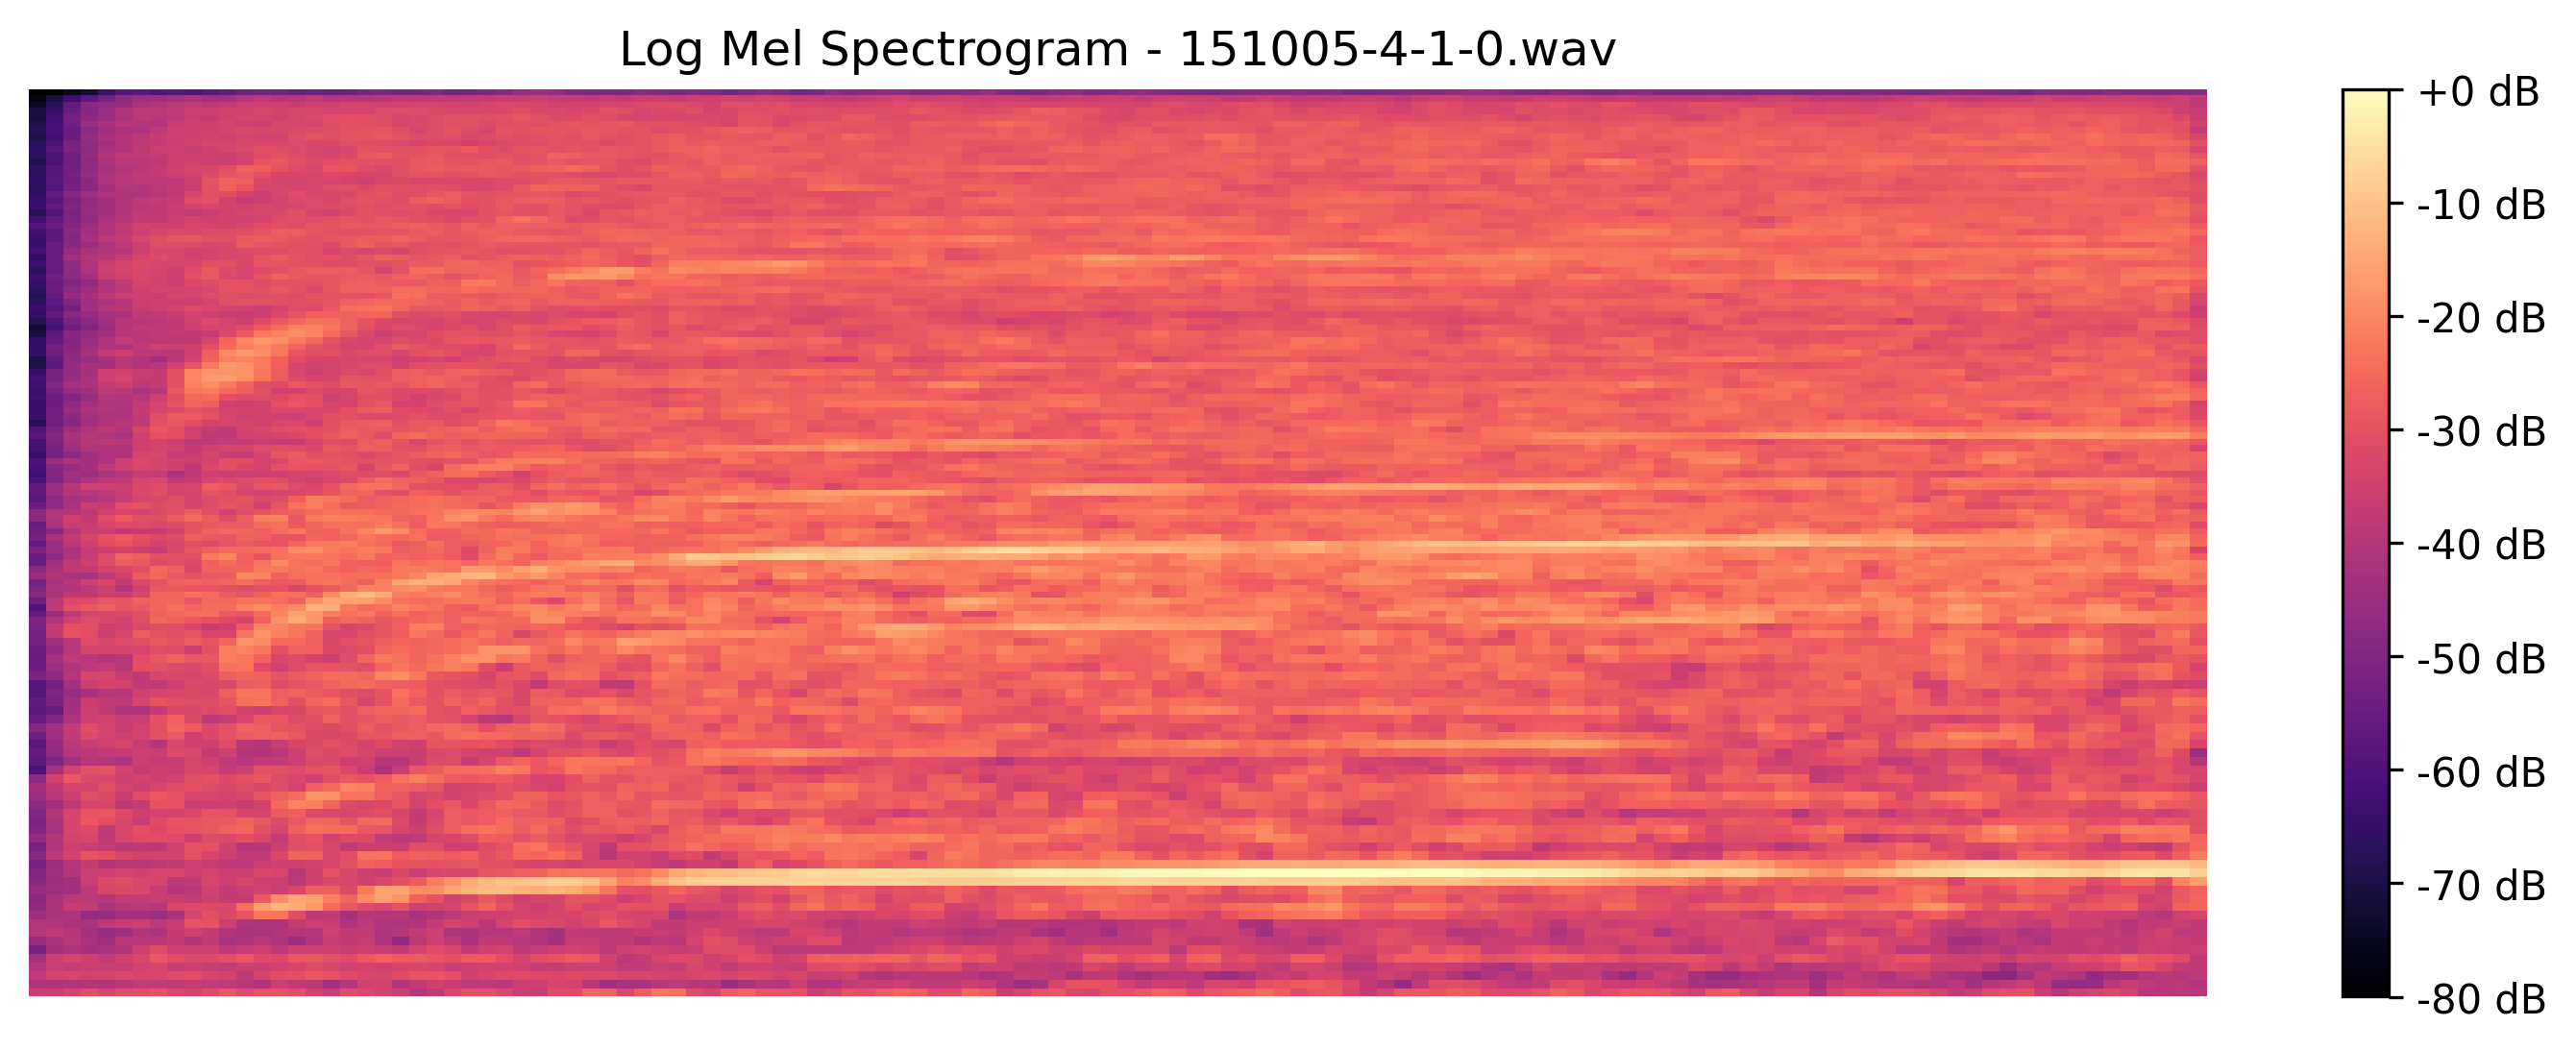 Log Mel Spectrogram - 151005-4-1-0.wav
+0 dB
-10 dB
-20 dB
-30 dB
-40 dB
-50 dB
-60 dB
-70 dB
-80 dB